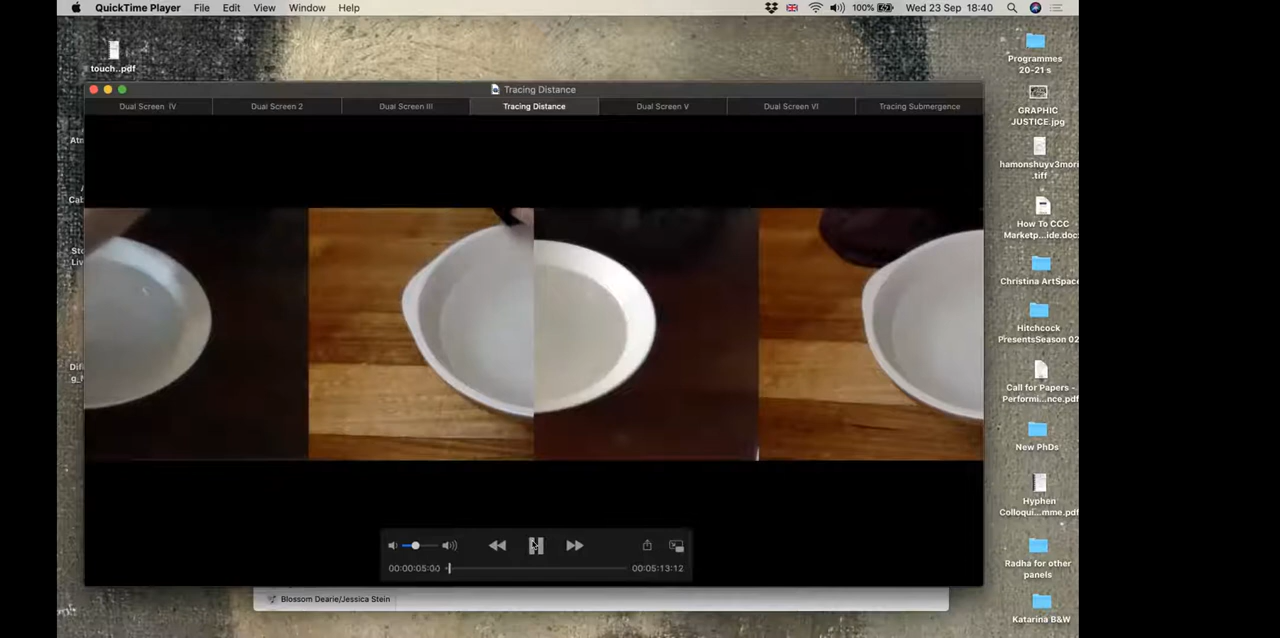 QuickTime Player File Edit View Window Help 100% Wed 23 Sep 18:40
touch..pdf
Programmes
20-21 s
GRAPHIC
JUSTICE.jpg
hamonshuyv3mori
.tiff
How To CCC
Marketp...ide.docx
Christina ArtSpace
Hitchcock
PresentsSeason 02
Call for Papers -
Performi...nce.pdf
New PhDs
Hyphen
Colloqui...mme.pdf
Radha for other
panels
Katarina B&W
Tracing Distance
Dual Screen IV Dual Screen 2 Dual Screen III Tracing Distance Dual Screen V Dual Screen VI Tracing Submergence
00:00:05:00 00:05:13:12
Blossom Dearie/Jessica Stein